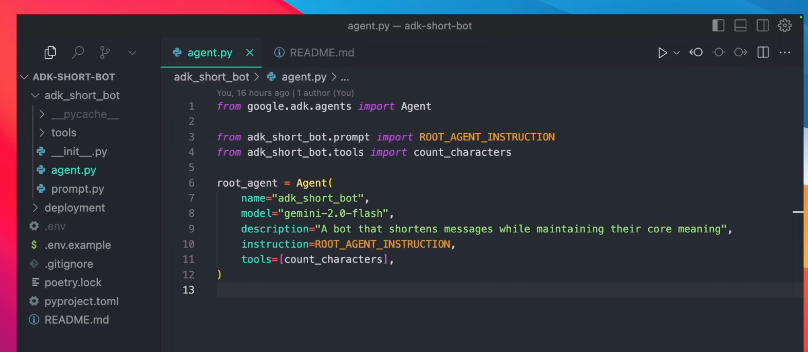 agent.py — adk-short-bot
agent.py
README.md
ADK-SHORT-BOT
adk_short_bot
__pycache__
tools
__init__.py
agent.py
prompt.py
deployment
.env
.env.example
.gitignore
poetry.lock
pyproject.toml
README.md
adk_short_bot > agent.py > ...
You, 16 hours ago | 1 author (You)
1 from google.adk.agents import Agent
2
3 from adk_short_bot.prompt import ROOT_AGENT_INSTRUCTION
4 from adk_short_bot.tools import count_characters
5
6 root_agent = Agent(
7 name="adk_short_bot",
8 model="gemini-2.0-flash",
9 description="A bot that shortens messages while maintaining their core meaning",
10 instruction=ROOT_AGENT_INSTRUCTION,
11 tools=[count_characters],
12 )
13